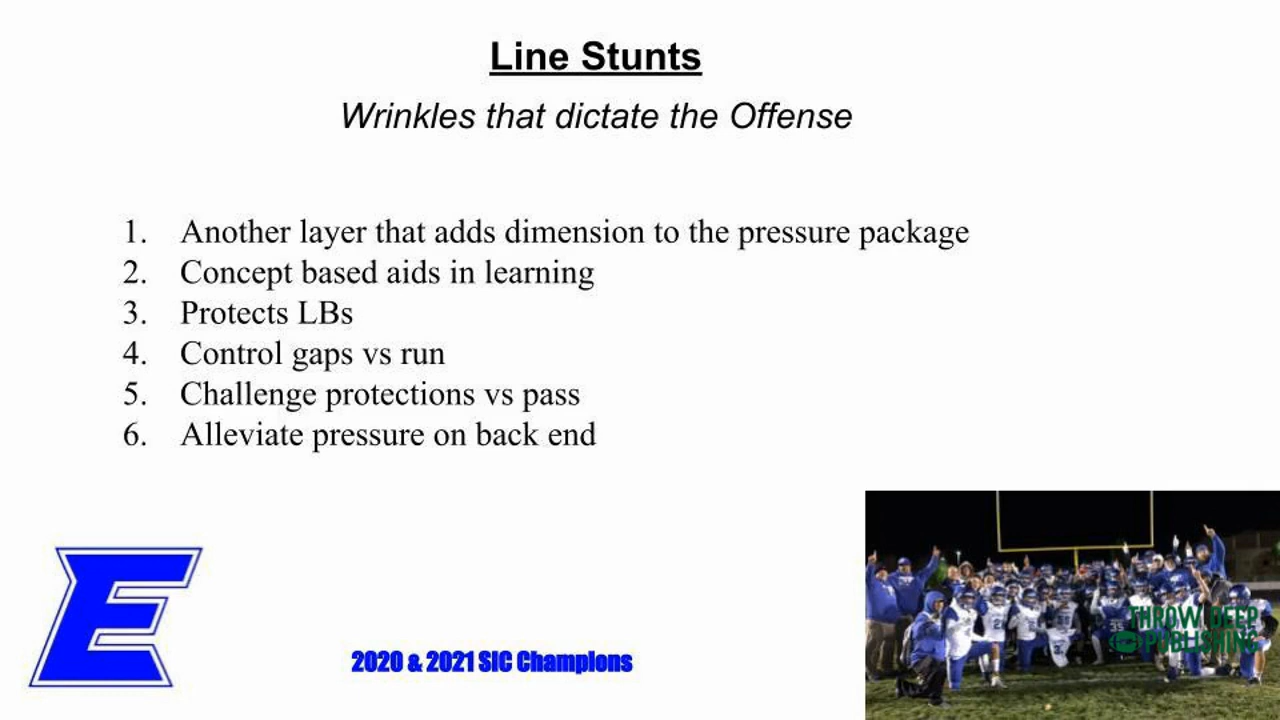 Line Stunts
Wrinkles that dictate the Offense
1. Another layer that adds dimension to the pressure package
2. Concept based aids in learning
3. Protects LBs
4. Control gaps vs run
5. Challenge protections vs pass
6. Alleviate pressure on back end
E
2020 & 2021 SIC Champions
35
THROW DEEP
PUBLISHING